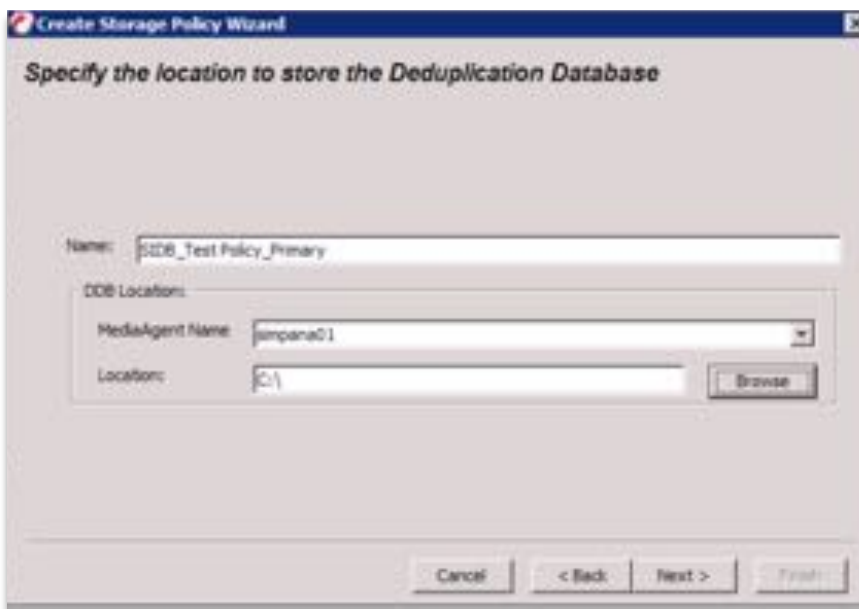 Create Storage Policy Wizard
Specify the location to store the Deduplication Database
Name: SIDB_Test Policy_Primary
DDB Location:
MediaAgent Name simpana01
Location: C:\
Browse
Cancel < Back Next > Finish